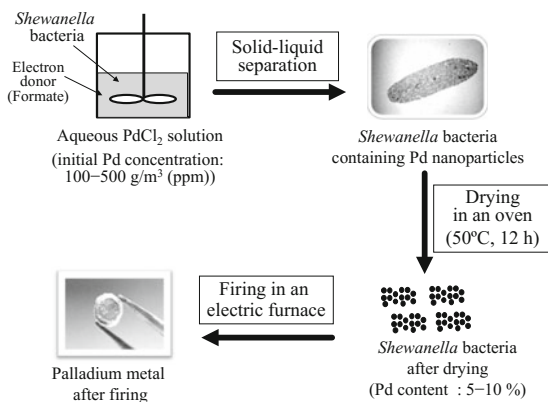 Shewanella
bacteria
Electron
donor
(Formate)
Aqueous PdCl₂ solution
(initial Pd concentration:
100−500 g/m³ (ppm))
Solid-liquid
separation
Shewanella bacteria
containing Pd nanoparticles
Drying
in an oven
(50ºC, 12 h)
Shewanella bacteria
after drying
(Pd content : 5−10 %)
Firing in an
electric furnace
Palladium metal
after firing